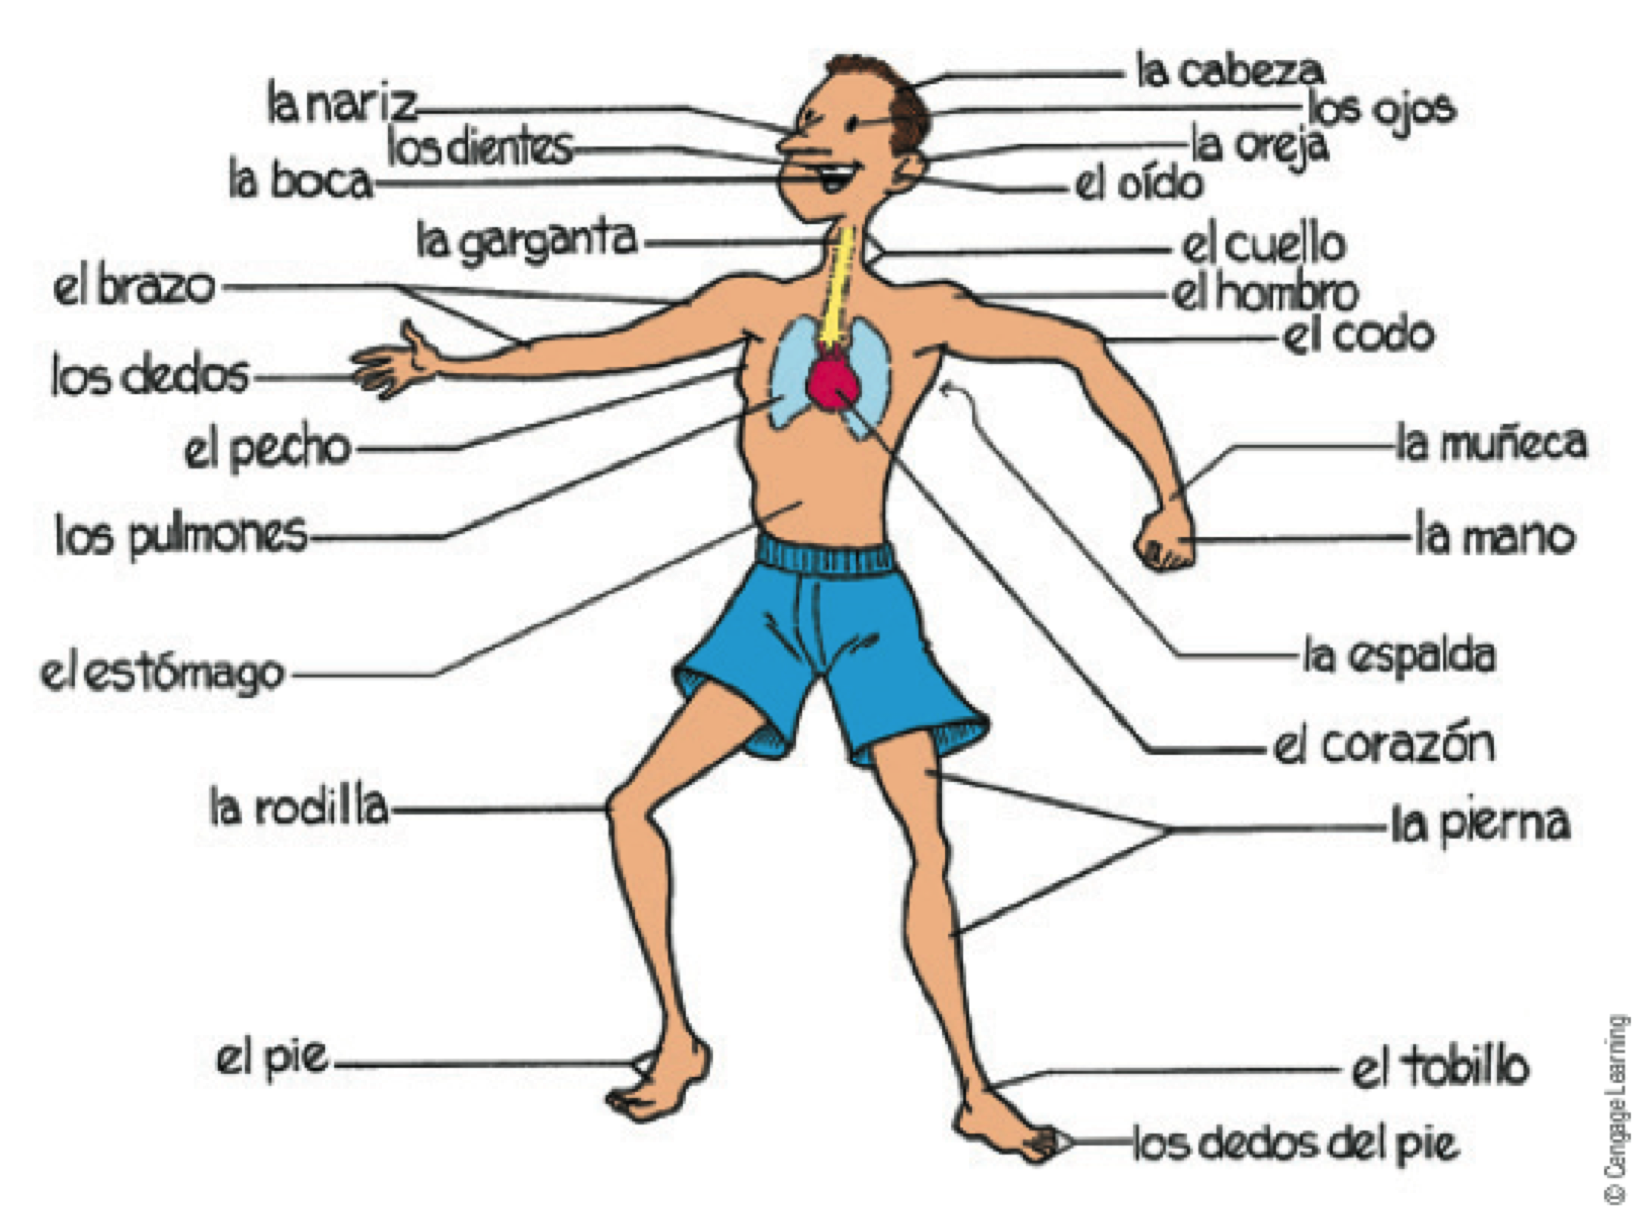 la cabeza
la nariz
los ojos
los dientes
la oreja
la boca
el oído
la garganta
el cuello
el brazo
el hombro
el codo
los dedos
el pecho
la muñeca
los pulmones
la mano
la espalda
el estómago
el corazón
la rodilla
la pierna
el pie
el tobillo
los dedos del pie
© Cengage Learning